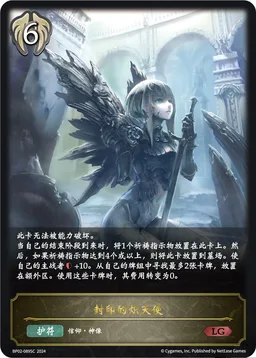 6
此卡无法被能力破坏。
当自己的结束阶段到来时，将1个祈祷指示物放置在此卡上。然
后，如果祈祷指示物达到4个或以上，则将此卡放置到墓场。使
自己的主战者+10。从自己的牌组中寻找最多2张卡牌，放置
在额外区。使用这些卡牌时，其费用转变为0。
封印的炽天使
护符
信仰・神像
LG
BP02-089SC 2024
© Cygames, Inc. Published by NetEase Games